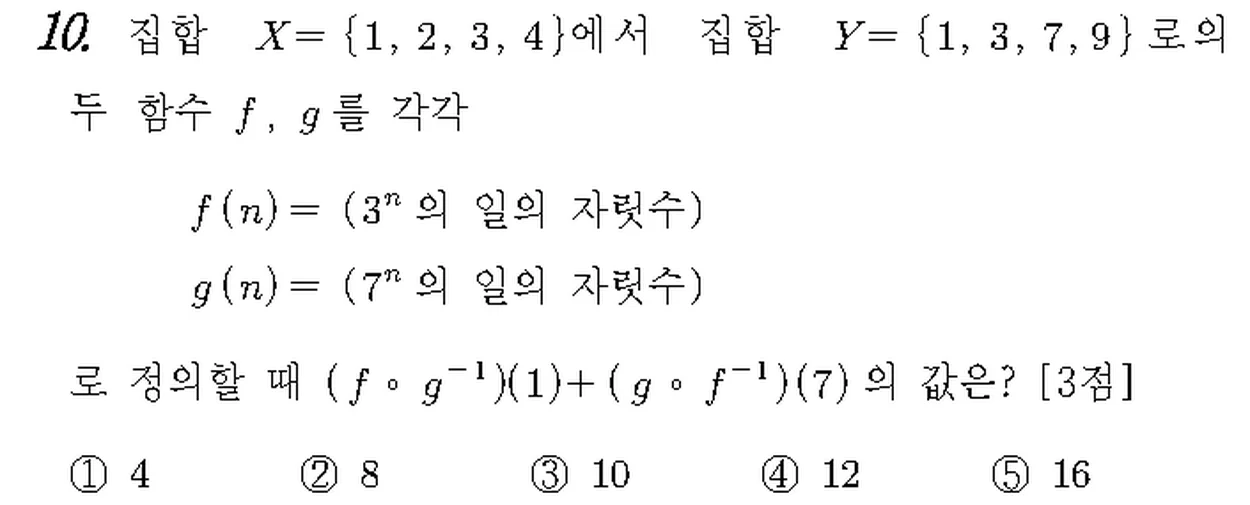 10. 집합 X= {1, 2, 3, 4}에서 집합 Y= {1, 3, 7, 9} 로의
두 함수 f, g를 각각
f(n)= (3ⁿ의 일의 자릿수)
g(n)= (7ⁿ의 일의 자릿수)
로 정의할 때 (f∘g⁻¹)(1)+(g∘f⁻¹)(7)의 값은? [3점]
① 4 ② 8 ③ 10 ④ 12 ⑤ 16